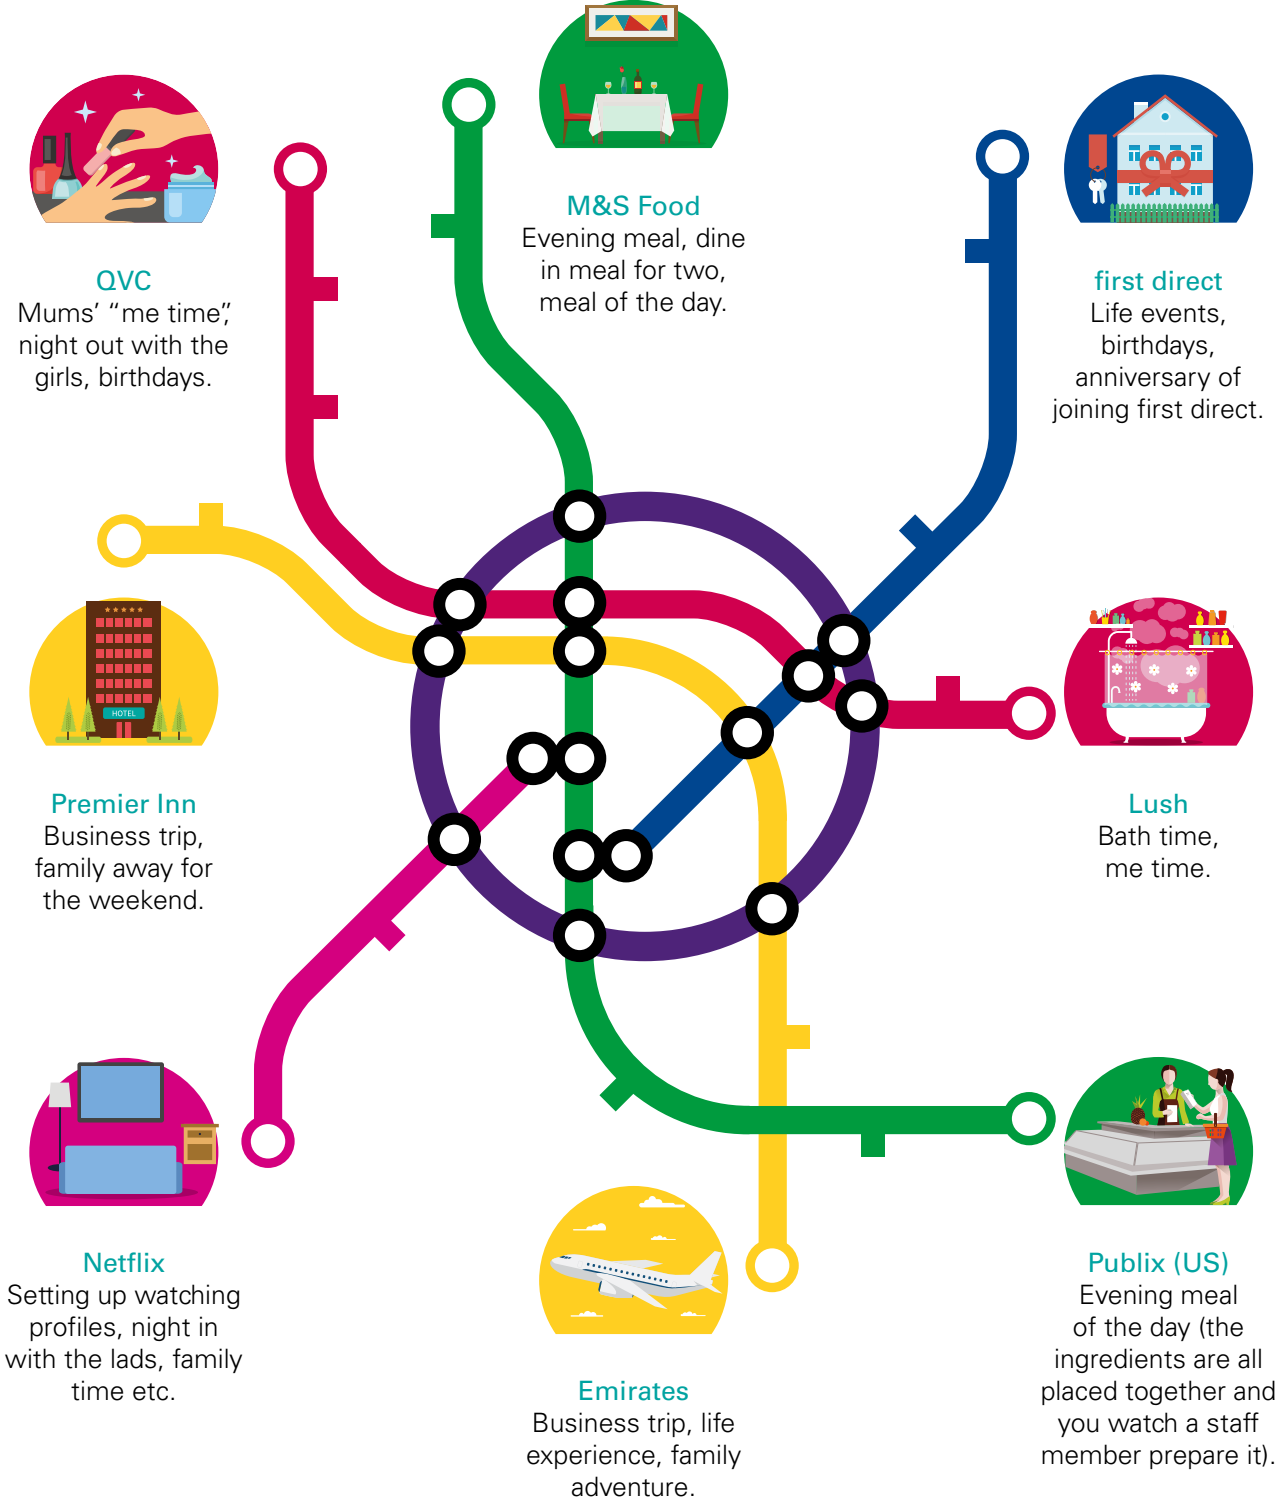 M&S Food
Evening meal, dine
in meal for two,
meal of the day.
QVC
Mums’ “me time”,
night out with the
girls, birthdays.
first direct
Life events,
birthdays,
anniversary of
joining first direct.
HOTEL
Premier Inn
Business trip,
family away for
the weekend.
Lush
Bath time,
me time.
Netflix
Setting up watching
profiles, night in
with the lads, family
time etc.
Emirates
Business trip, life
experience, family
adventure.
Publix (US)
Evening meal
of the day (the
ingredients are all
placed together and
you watch a staff
member prepare it).